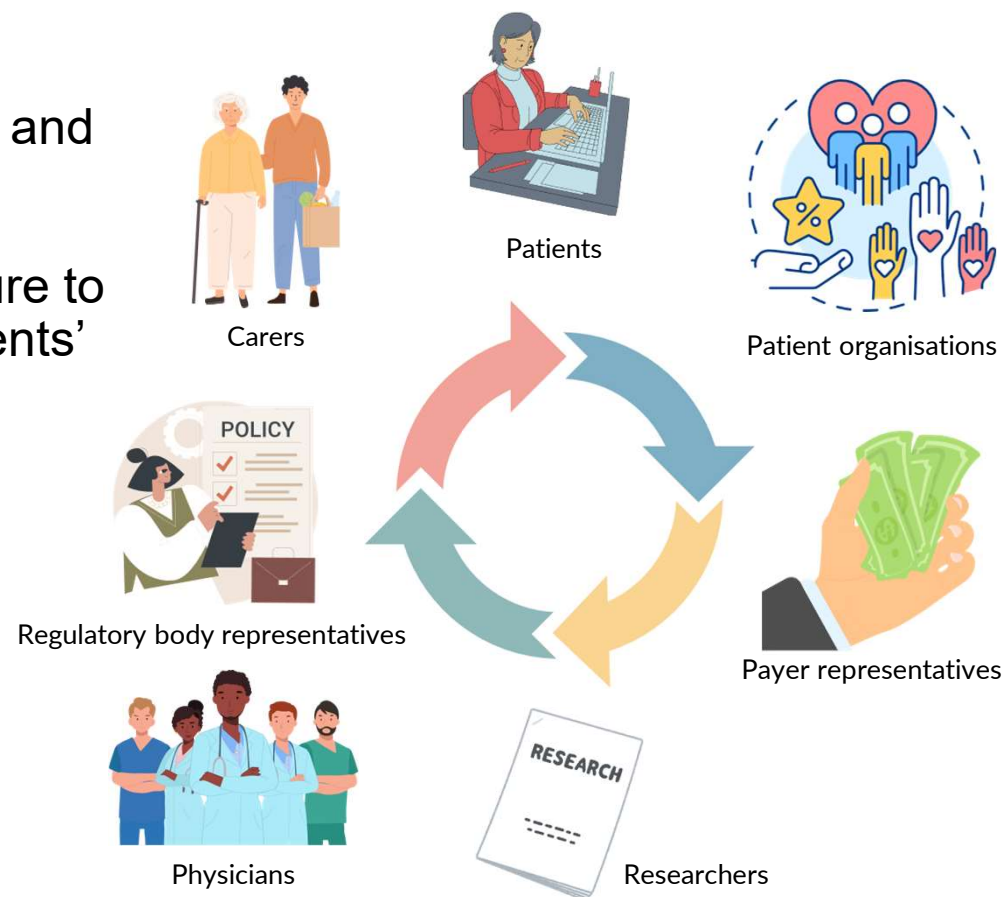 and
ure to
ents’
Patients
Carers
Patient organisations
POLICY
Regulatory body representatives
Payer representatives
RESEARCH
Physicians
Researchers